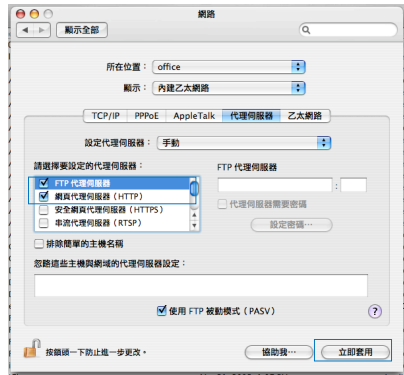 網路
顯示全部
所在位置： office
顯示： 內建乙太網路
TCP/IP PPPoE AppleTalk 代理伺服器 乙太網路
設定代理伺服器： 手動
請選擇要設定的代理伺服器： FTP 代理伺服器
FTP 代理伺服器 :
網頁代理伺服器（HTTP） 代理伺服器需要密碼
安全網頁代理伺服器（HTTPS） 設定密碼…
串流代理伺服器（RTSP）
排除簡單的主機名稱
忽略這些主機與網域的代理伺服器設定：
使用 FTP 被動模式（PASV） ?
按鎖頭一下防止進一步更改。 協助我… 立即套用